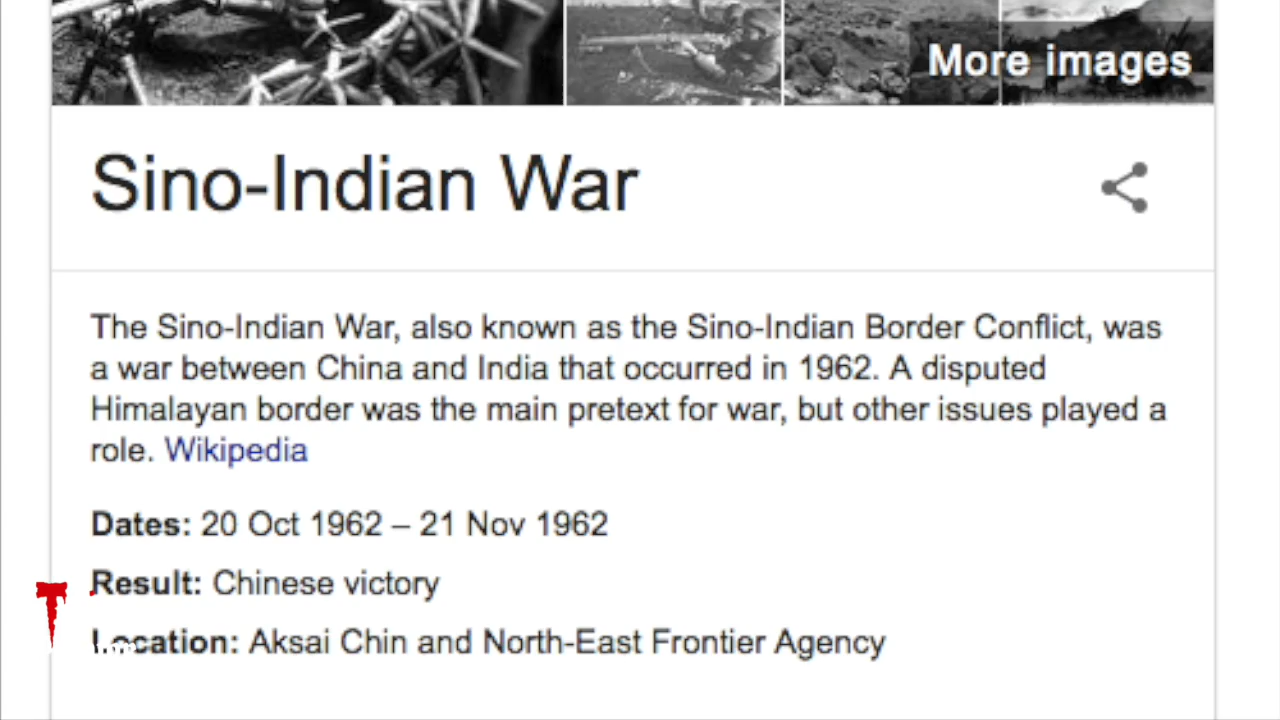 More images
Sino-Indian War
The Sino-Indian War, also known as the Sino-Indian Border Conflict, was
a war between China and India that occurred in 1962. A disputed
Himalayan border was the main pretext for war, but other issues played a
role. Wikipedia
Dates: 20 Oct 1962 – 21 Nov 1962
Result: Chinese victory
Location: Aksai Chin and North-East Frontier Agency